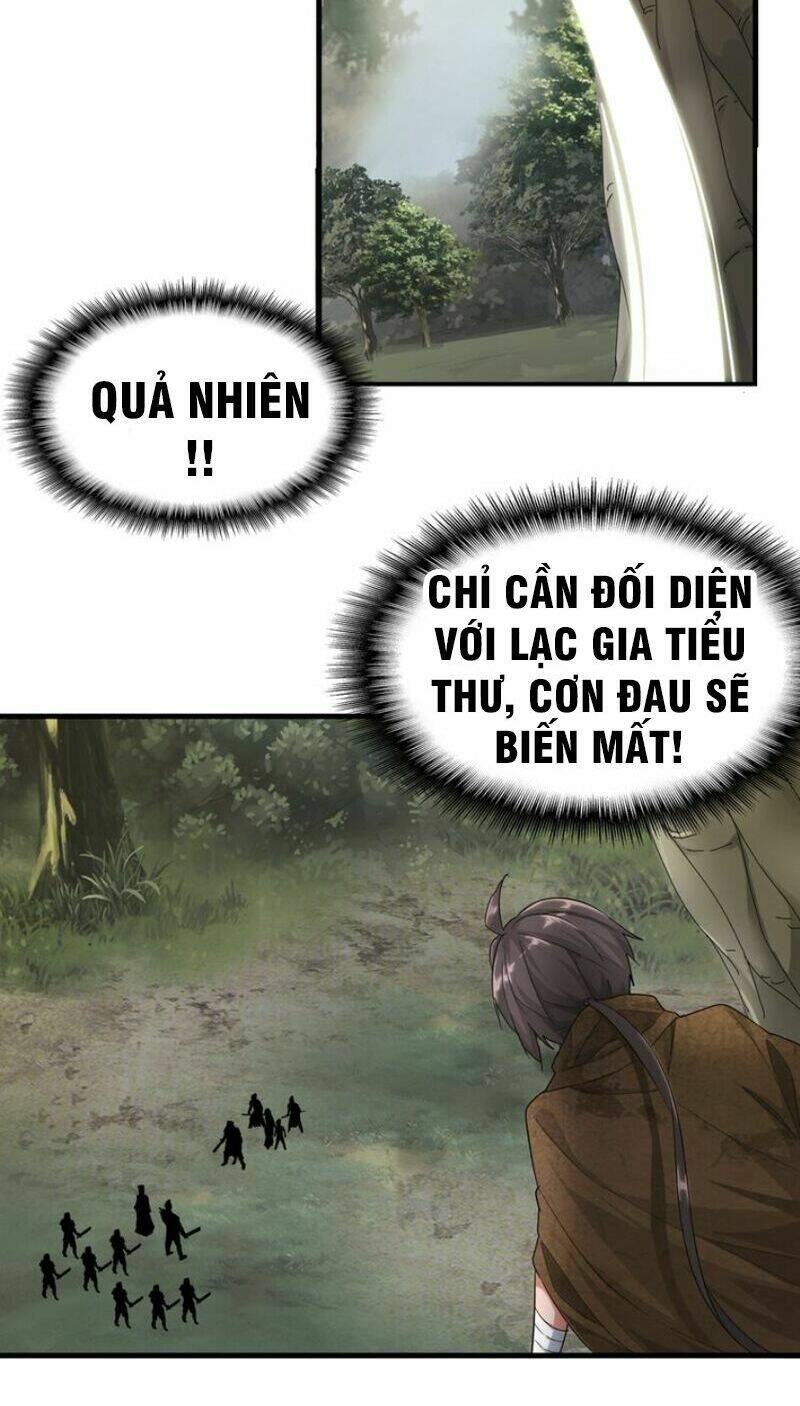 QUẢ NHIÊN
!!
CHỈ CẦN ĐỐI DIỆN
VỚI LẠC GIA TIỂU
THƯ, CƠN ĐAU SẼ
BIẾN MẤT!